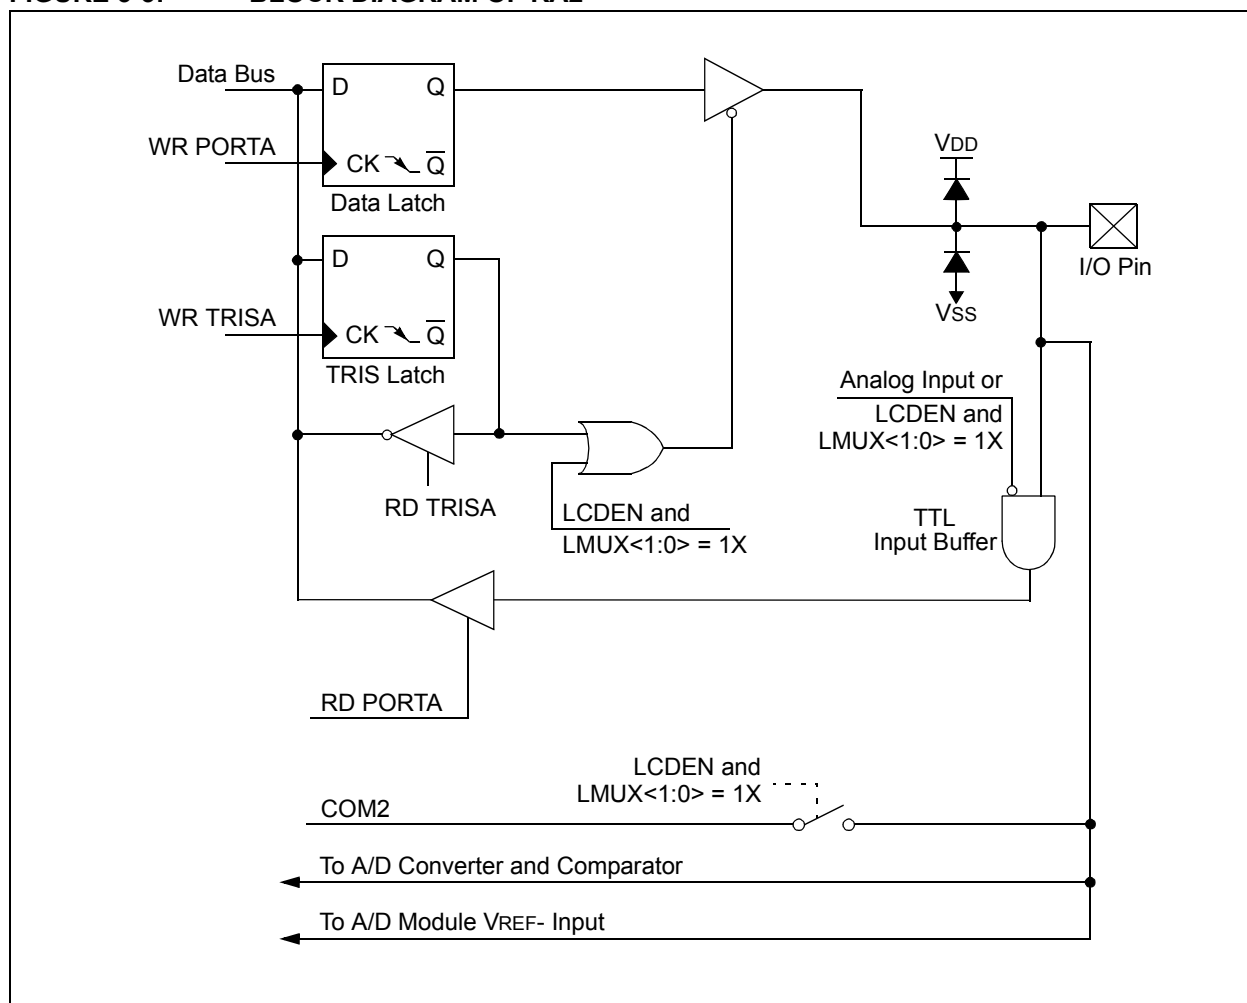 FIGURE 3-3: BLOCK DIAGRAM OF RA2
Data Bus
D Q
WR PORTA
CK Q
Data Latch
VDD
D Q
I/O Pin
WR TRISA
CK Q
VSS
TRIS Latch
Analog Input or
LCDEN and
LMUX<1:0> = 1X
RD TRISA
LCDEN and
LMUX<1:0> = 1X
TTL
Input Buffer
RD PORTA
LCDEN and
LMUX<1:0> = 1X
COM2
To A/D Converter and Comparator
To A/D Module VREF- Input